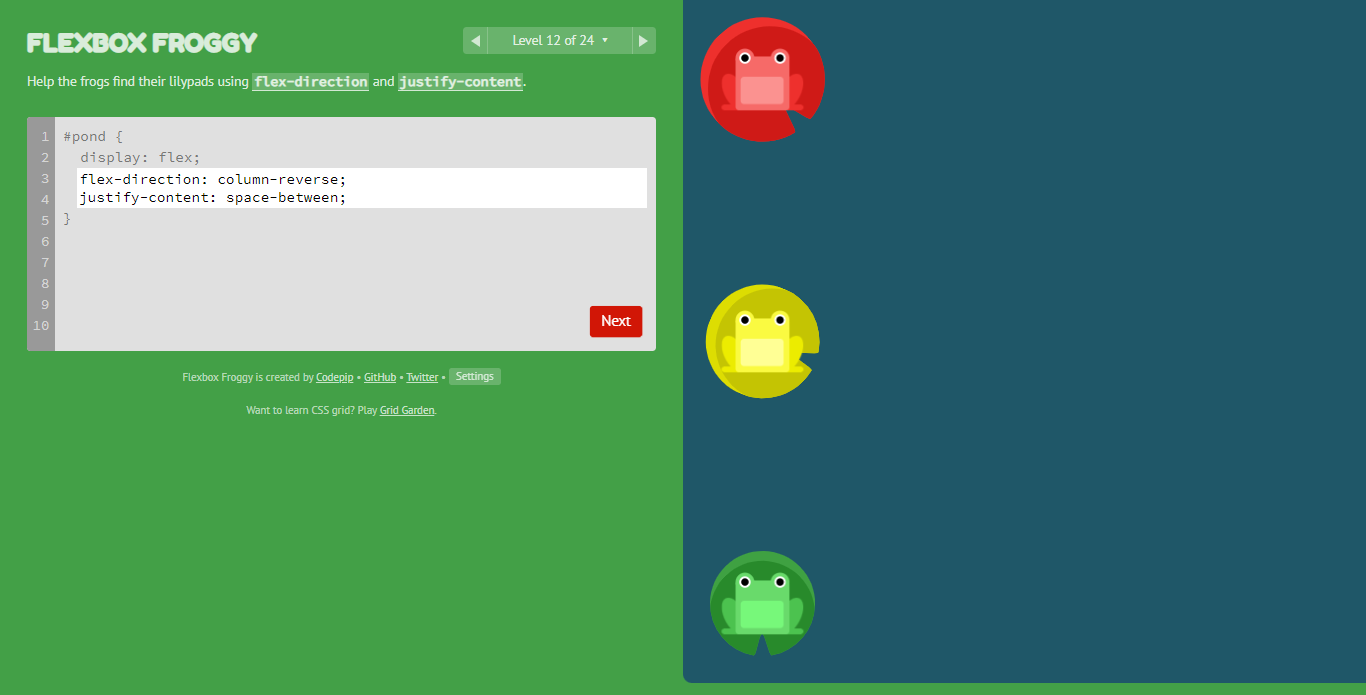 FLEXBOX FROGGY
◀ Level 12 of 24 ▾ ▶
Help the frogs find their lilypads using flex-direction and justify-content.
1 #pond {
2 display: flex;
3 flex-direction: column-reverse;
4 justify-content: space-between;
5 }
6
7
8
9
10
Next
Flexbox Froggy is created by Codepip • GitHub • Twitter • Settings
Want to learn CSS grid? Play Grid Garden.